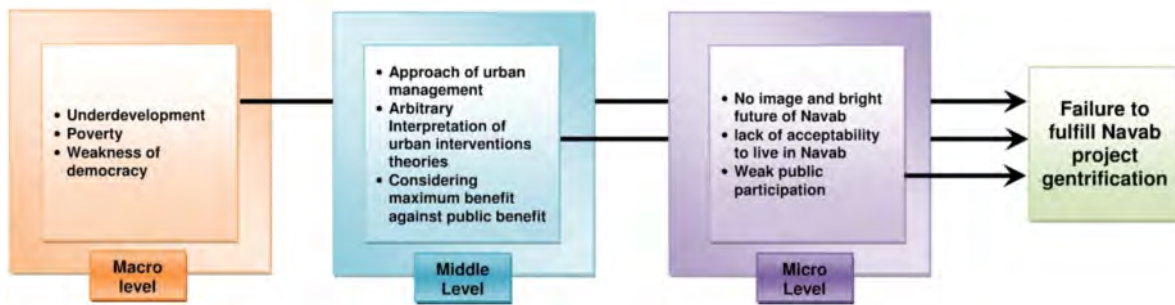 • Underdevelopment
• Poverty
• Weakness of
democracy
Macro
level
• Approach of urban
management
• Arbitrary
Interpretation of
urban interventions
theories
• Considering
maximum benefit
against public benefit
Middle
Level
• No image and bright
future of Navab
• lack of acceptability
to live in Navab
• Weak public
participation
Micro
Level
Failure to
fulfill Navab
project
gentrification